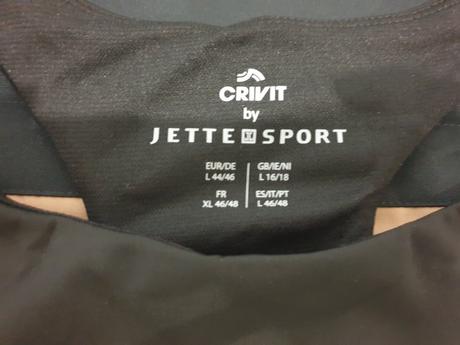 CRIVIT
by
JETTE SPORT
EUR/DE GB/IE/NI
L 44/46 L 16/18
FR ES/IT/PT
XL 46/48 L 46/48